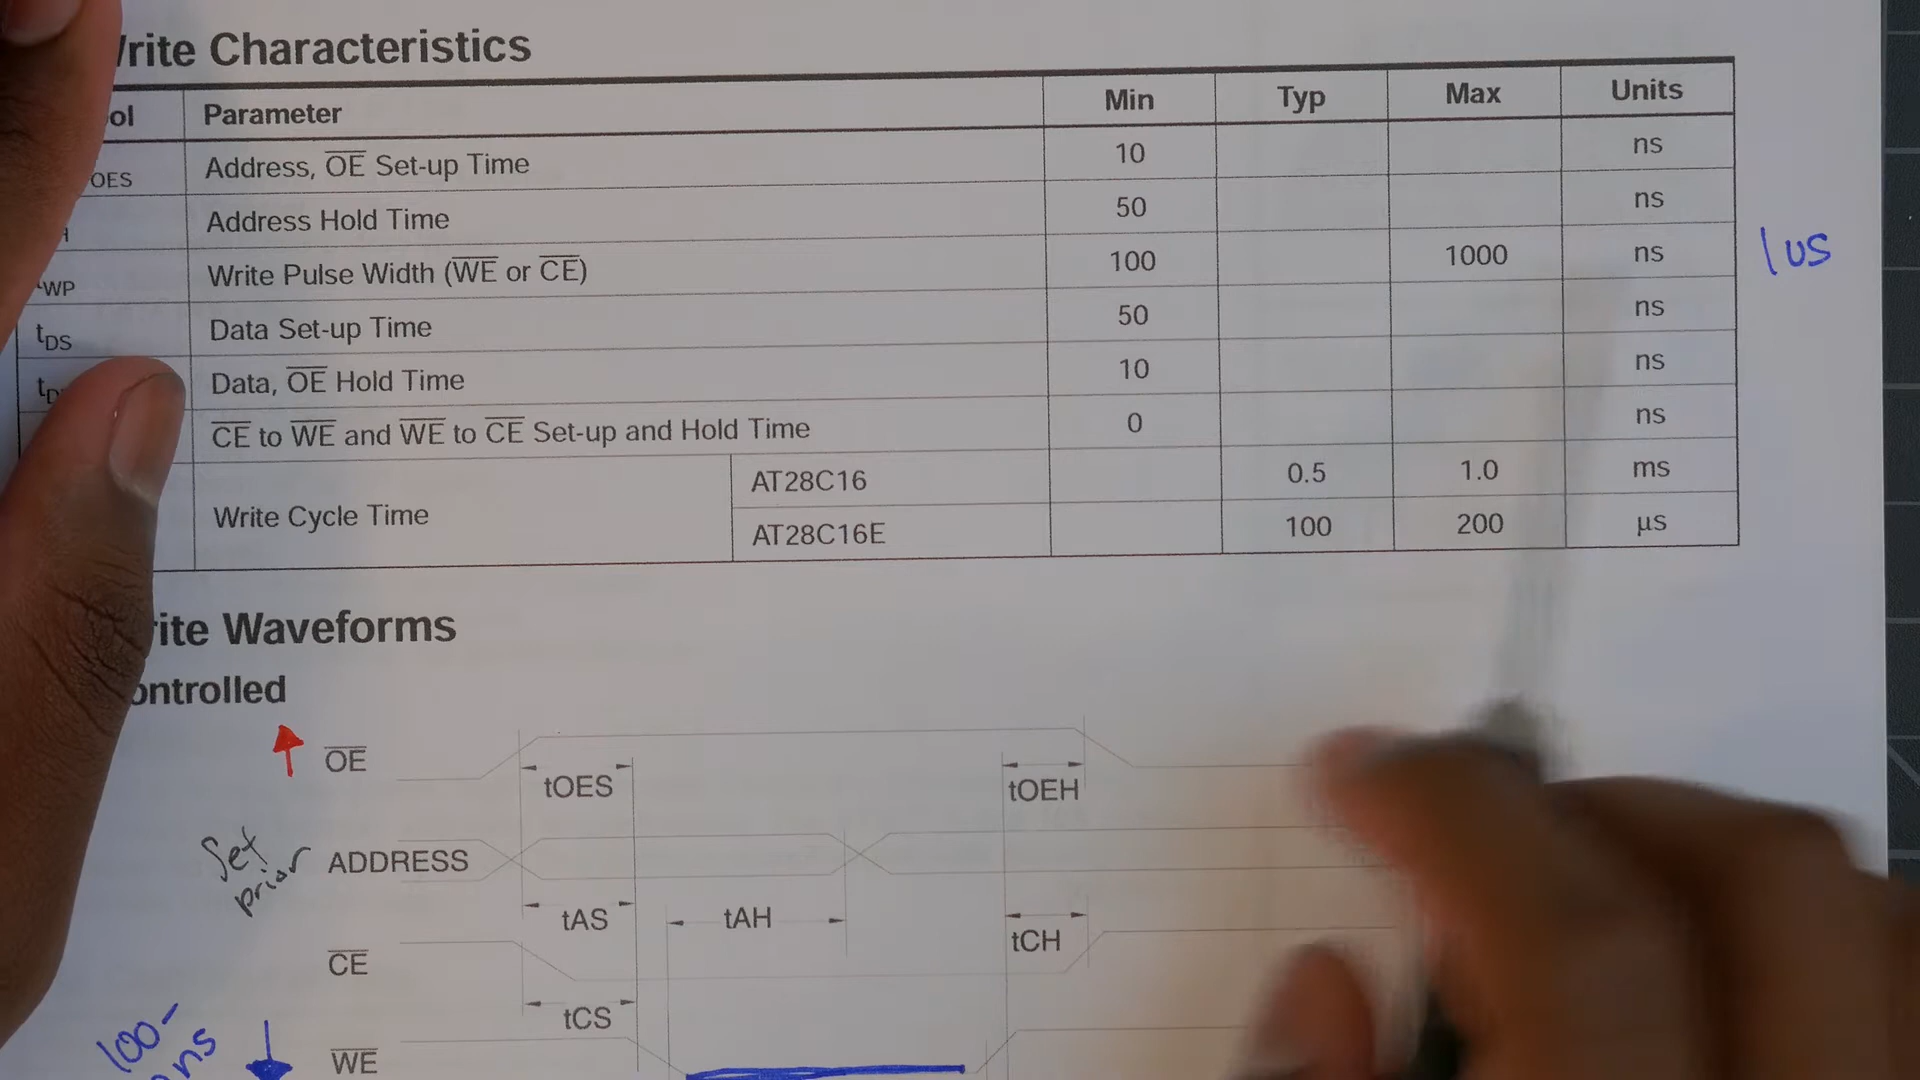 Write Characteristics
ol Parameter Min Typ Max Units
OES Address, OE Set-up Time 10 ns
Address Hold Time 50 ns
WP Write Pulse Width (WE or CE) 100 1000 ns 1us
tDS Data Set-up Time 50 ns
tD Data, OE Hold Time 10 ns
CE to WE and WE to CE Set-up and Hold Time 0 ns
Write Cycle Time
AT28C16 0.5 1.0 ms
AT28C16E 100 200 µs
ite Waveforms
ontrolled
OE
tOES tOEH
Set
prior
ADDRESS
tAS tAH
tCH
CE
tCS
100-
ns
WE